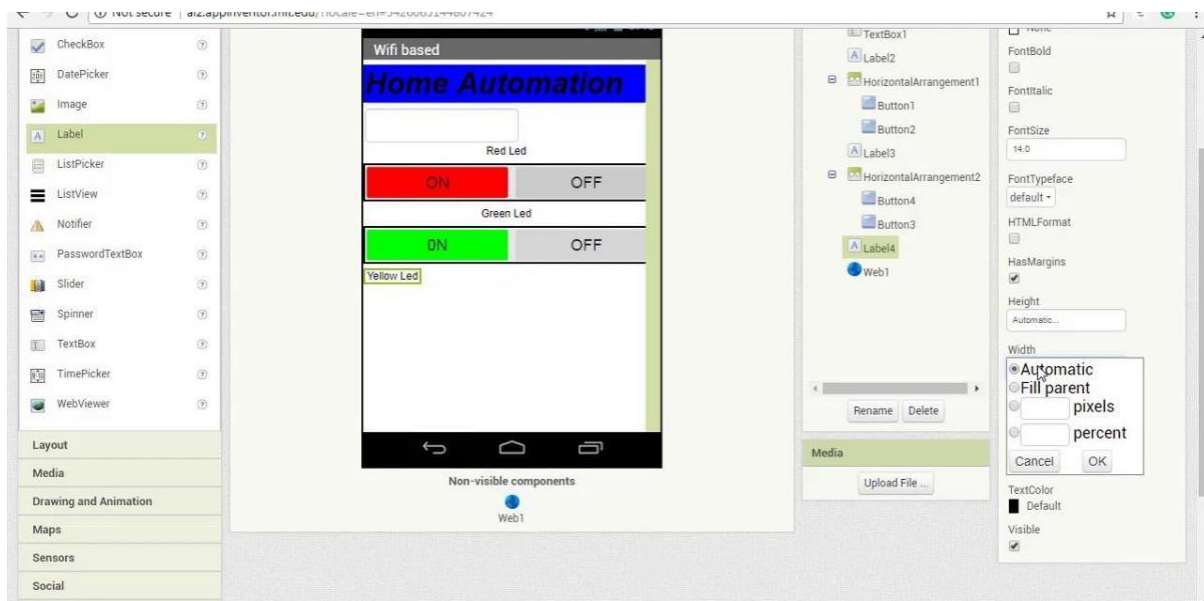 Not secure
ai2.appinventor.mit.edu/?locale=en
CheckBox
DatePicker
Image
Label
ListPicker
ListView
Notifier
PasswordTextBox
Slider
Spinner
TextBox
TimePicker
WebViewer
Layout
Media
Drawing and Animation
Maps
Sensors
Social
Wifi based
Home Automation
Red Led
ON OFF
Green Led
0N OFF
Yellow Led
Non-visible components
Web1
TextBox1
Label2
HorizontalArrangement1
Button1
Button2
Label3
HorizontalArrangement2
Button4
Button3
Label4
Web1
Rename Delete
Media
Upload File ...
None
FontBold
FontItalic
FontSize
14.0
FontTypeface
default
HTMLFormat
HasMargins
Height
Automatic...
Width
Automatic
Fill parent
pixels
percent
Cancel OK
TextColor
Default
Visible